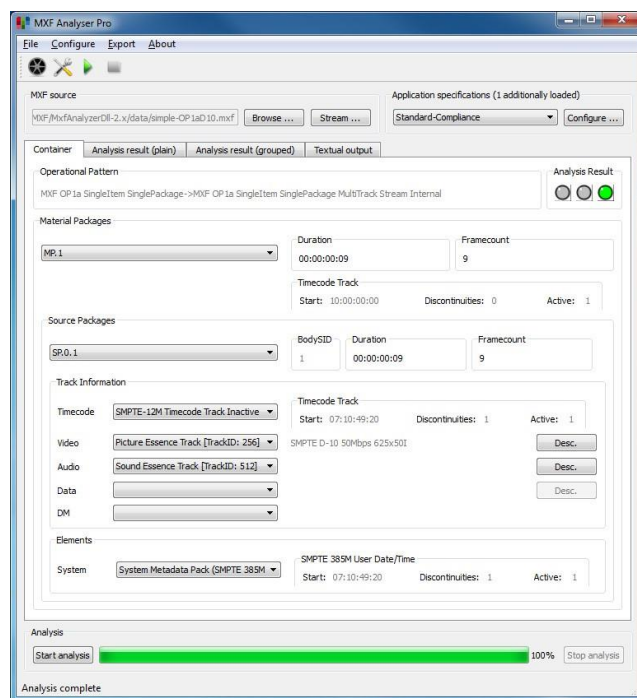 MXF Analyser Pro
File Configure Export About
MXF source
Application specifications (1 additionally loaded)
MXF/MxfAnalyzerDll-2.x/data/simple-OP1aD10.mxf Browse ... Stream ... Standard-Compliance Configure ...
Container Analysis result (plain) Analysis result (grouped) Textual output
Operational Pattern Analysis Result
MXF OP1a SingleItem SinglePackage->MXF OP1a SingleItem SinglePackage MultiTrack Stream Internal
Material Packages
Duration Framecount
MP.1 00:00:00:09 9
Timecode Track
Start: 10:00:00:00 Discontinuities: 0 Active: 1
Source Packages
BodySID Duration Framecount
SP.0.1 1 00:00:00:09 9
Track Information
Timecode Track
Timecode SMPTE-12M Timecode Track Inactive Start: 07:10:49:20 Discontinuities: 1 Active: 1
Video Picture Essence Track [TrackID: 256] SMPTE D-10 50Mbps 625x50I Desc.
Audio Sound Essence Track [TrackID: 512] Desc.
Data Desc.
DM
Elements
SMPTE 385M User Date/Time
System System Metadata Pack (SMPTE 385M Start: 07:10:49:20 Discontinuities: 1 Active: 1
Analysis
Start analysis 100% Stop analysis
Analysis complete